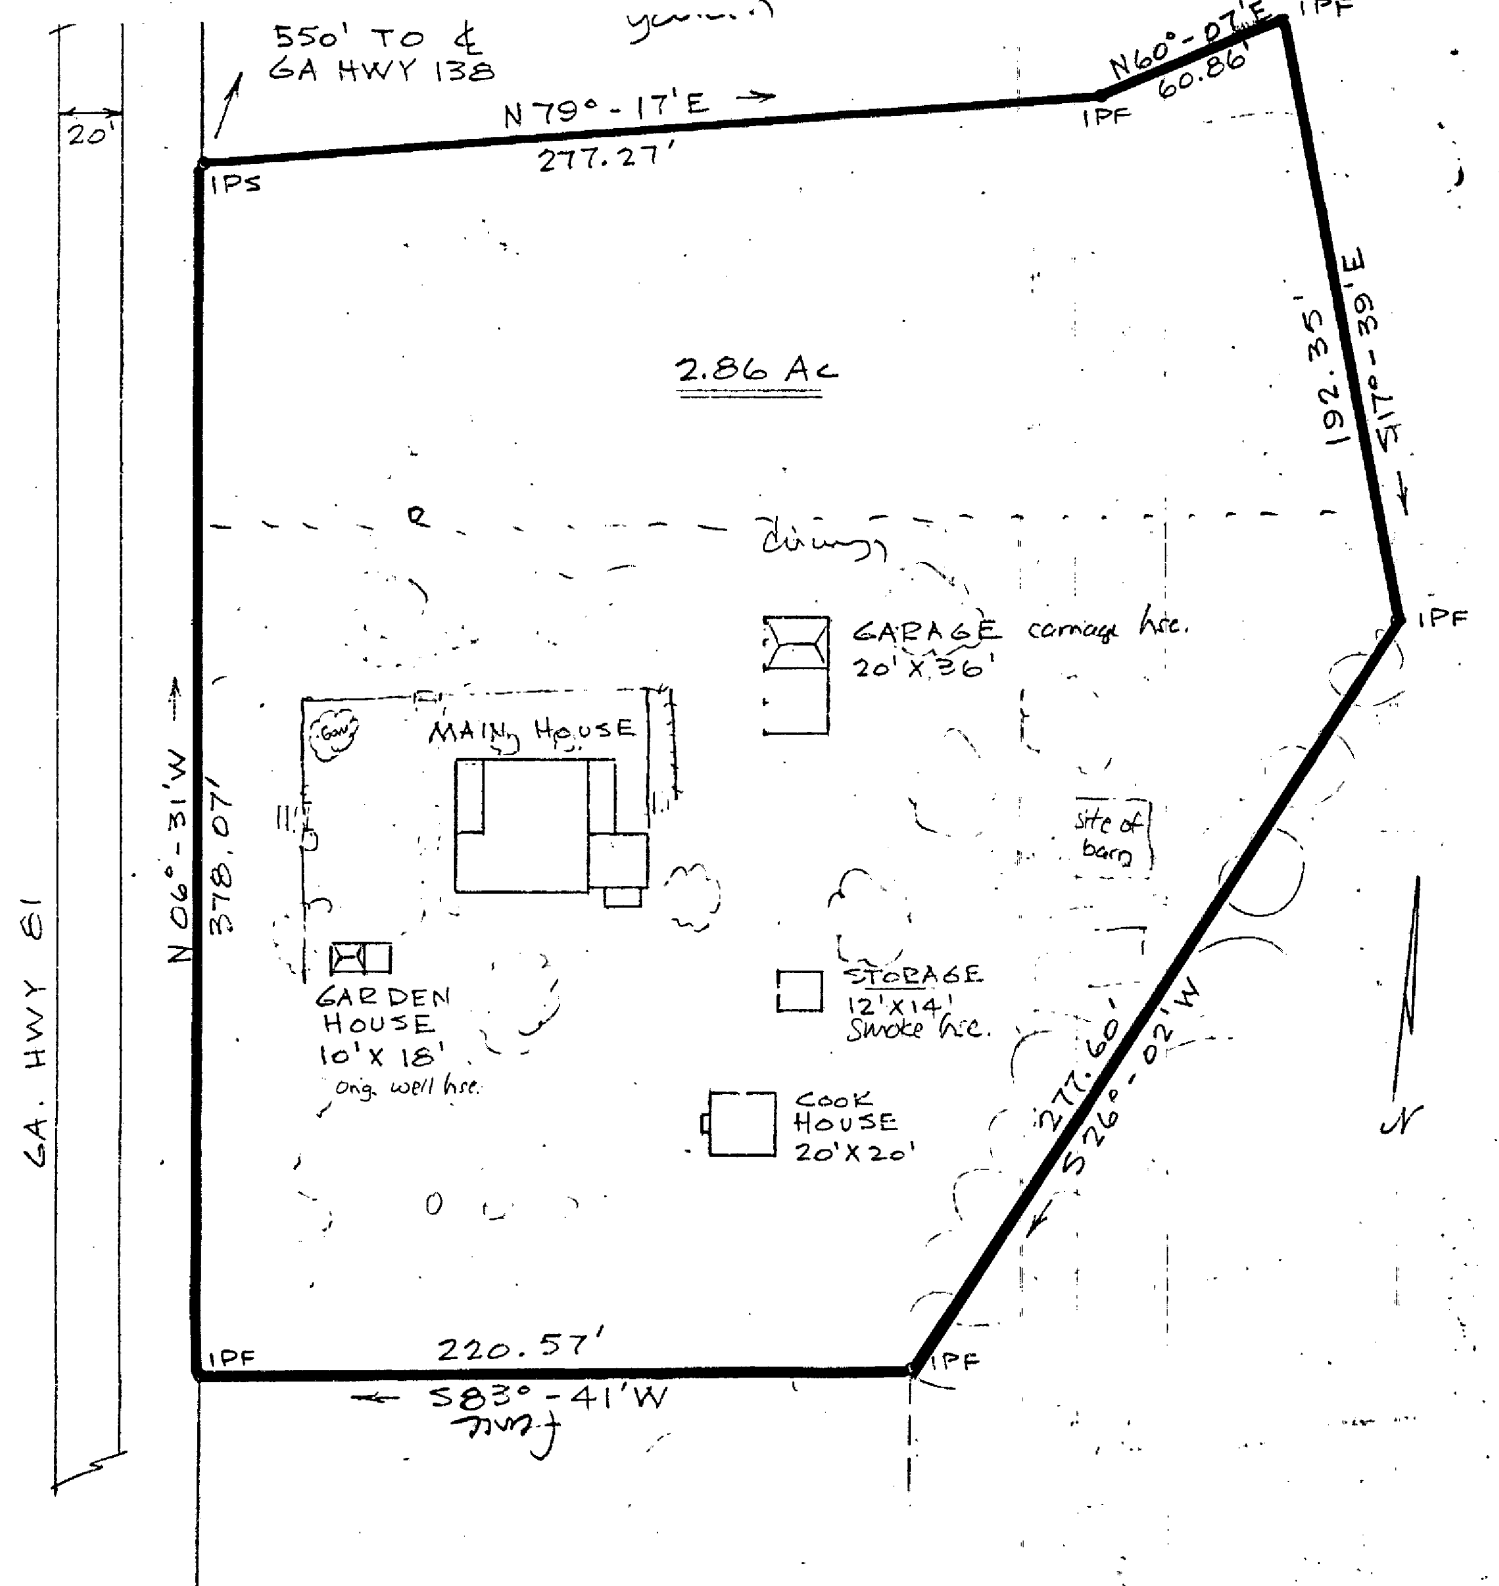 550' TO ℄
GA HWY 138
20'
N 79° - 17' E
277.27'
N60° - 07' E
60.86'
IPF
IPF
IPS
192.35'
S17° - 39' E
2.86 Ac
GARAGE carriage hse.
20' X 36'
IPF
MAIN HOUSE
N 06° - 31' W
378.07'
site of
barn
GA. HWY 81
GARDEN
HOUSE
10' X 18'
orig. well hse.
STORAGE
12' X 14'
Smoke hse.
COOK
HOUSE
20' X 20'
277.60'
S 26° - 02' W
N
220.57'
IPF
IPF
S83° - 41' W
fence